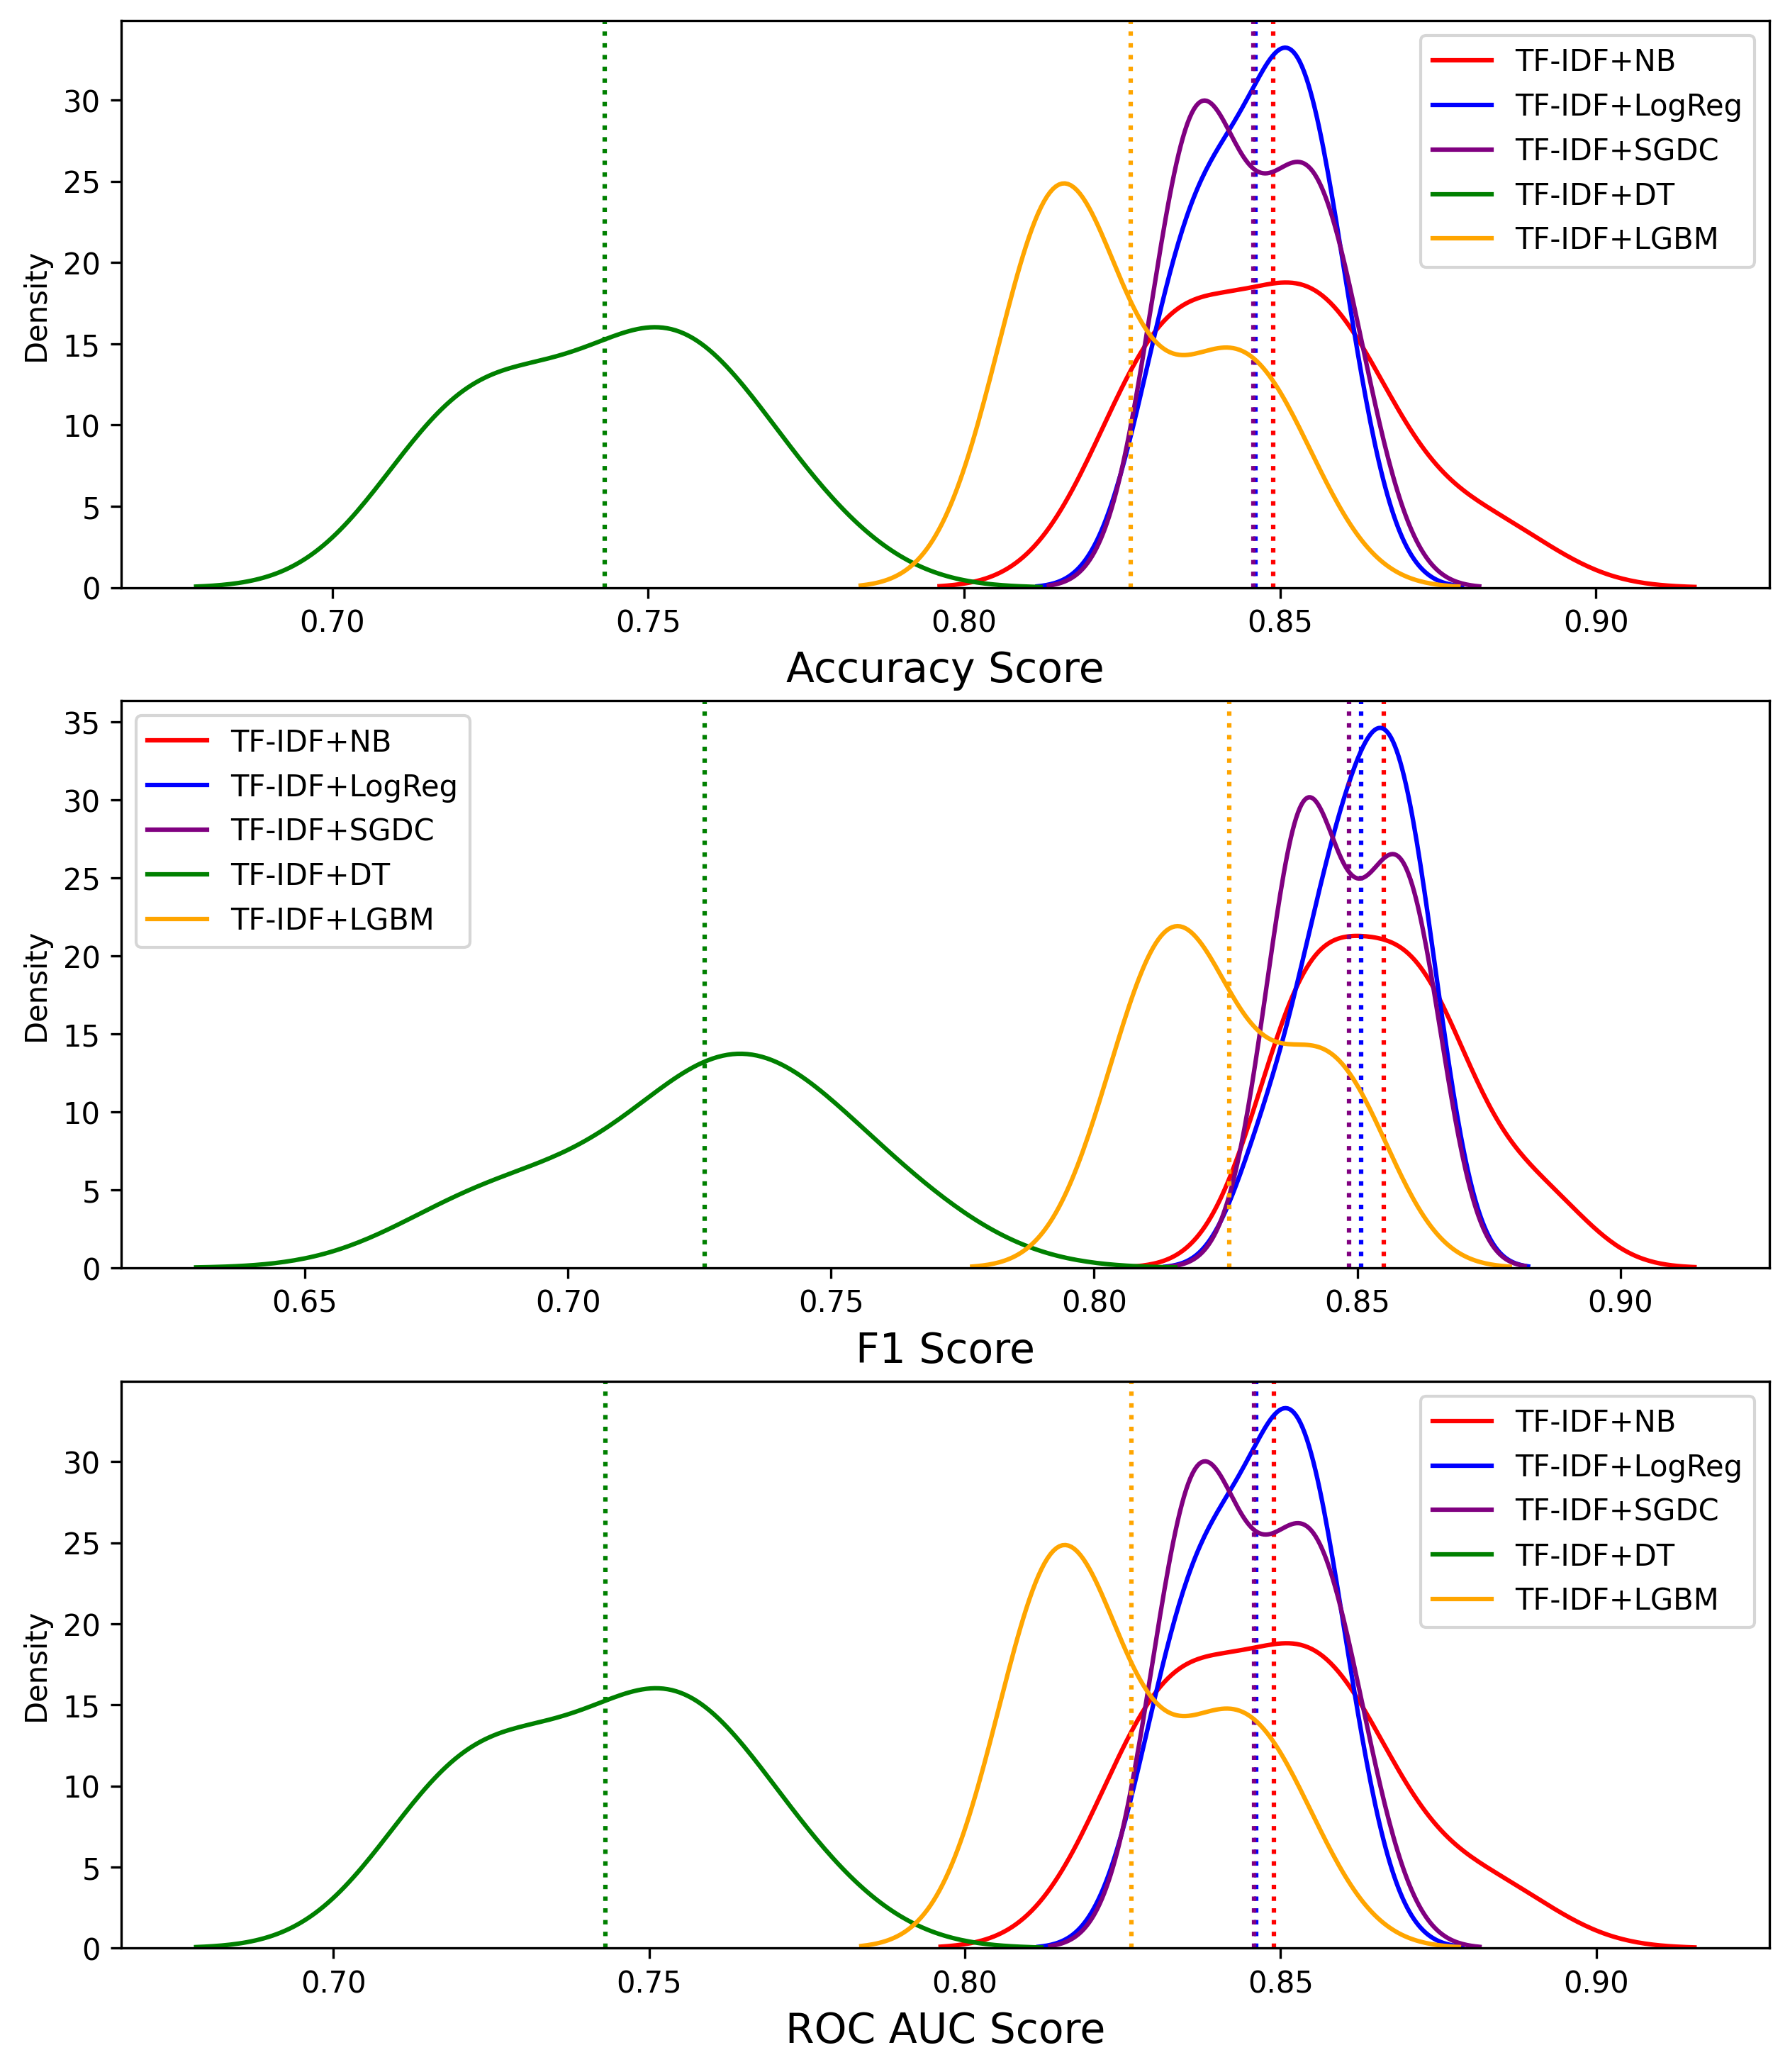 TF-IDF+NB
TF-IDF+LogReg
TF-IDF+SGDC
TF-IDF+DT
TF-IDF+LGBM
Density
30
25
20
15
10
5
0
0.70 0.75 0.80 0.85 0.90
Accuracy Score
TF-IDF+NB
TF-IDF+LogReg
TF-IDF+SGDC
TF-IDF+DT
TF-IDF+LGBM
Density
35
30
25
20
15
10
5
0
0.65 0.70 0.75 0.80 0.85 0.90
F1 Score
TF-IDF+NB
TF-IDF+LogReg
TF-IDF+SGDC
TF-IDF+DT
TF-IDF+LGBM
Density
30
25
20
15
10
5
0
0.70 0.75 0.80 0.85 0.90
ROC AUC Score